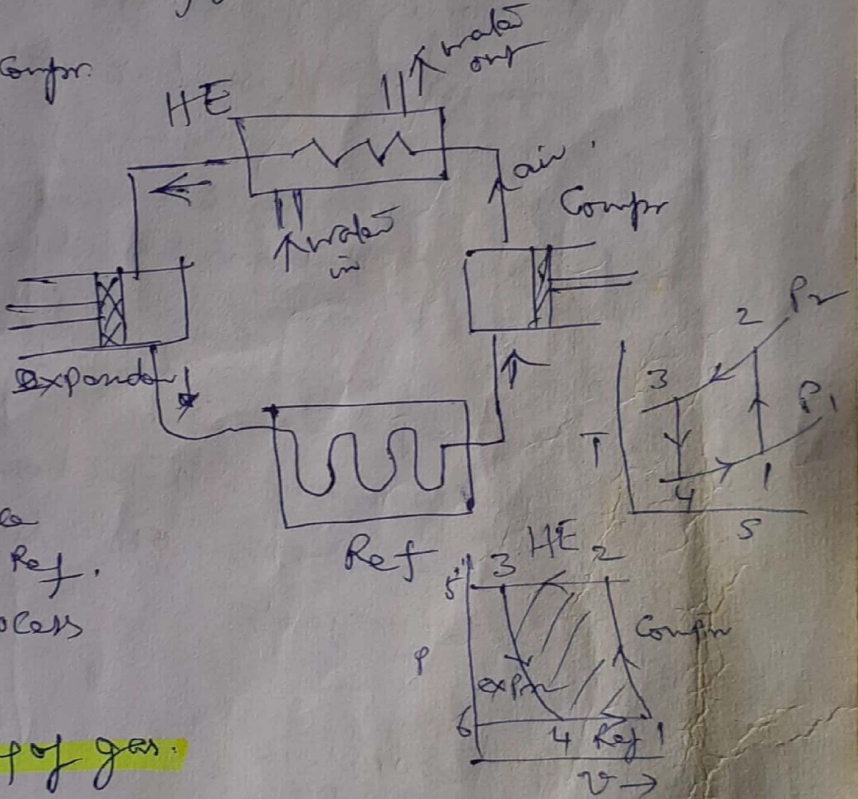 Compr.
HE
water
out
air.
water
in
Compr
expander
Ref
2
P2
3
P1
T
4
1
S
Ref.
HE
5
3
2
P
Compr
expn
6
4
Ref
1
v →
of gas.